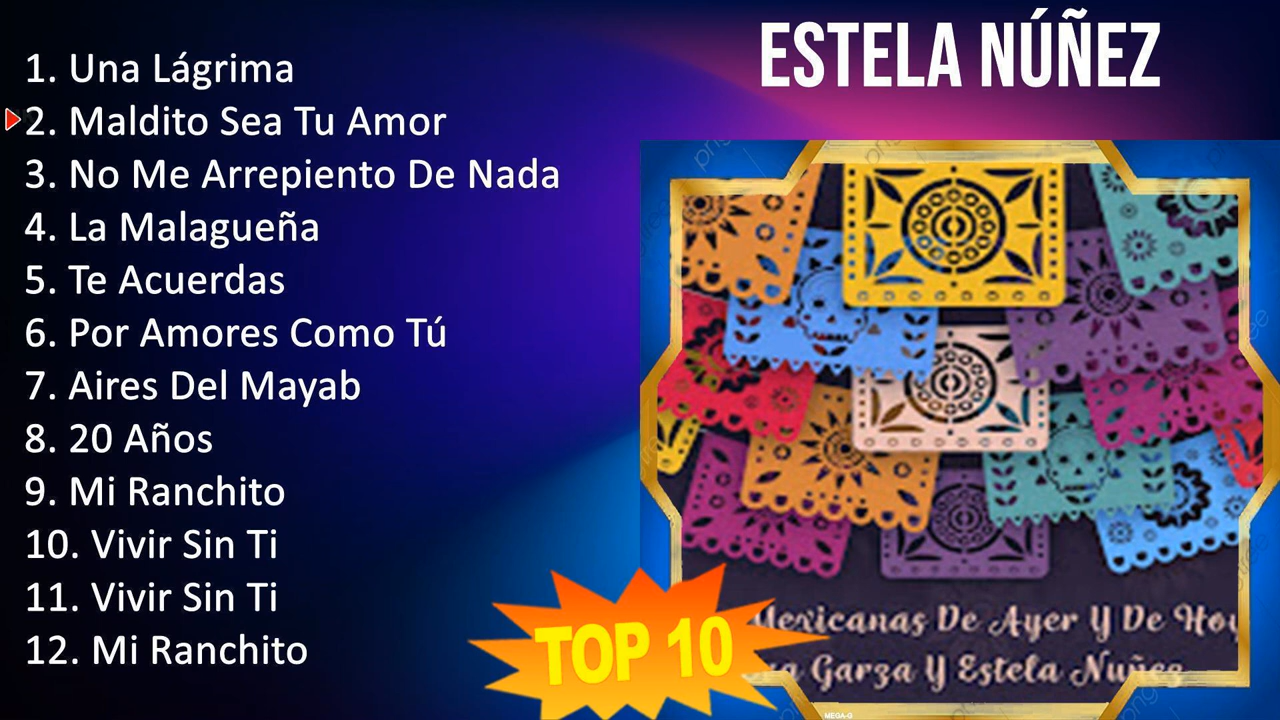 ESTELA NÚÑEZ
1. Una Lágrima
2. Maldito Sea Tu Amor
3. No Me Arrepiento De Nada
4. La Malagueña
5. Te Acuerdas
6. Por Amores Como Tú
7. Aires Del Mayab
8. 20 Años
9. Mi Ranchito
10. Vivir Sin Ti
11. Vivir Sin Ti
12. Mi Ranchito
TOP 10
Mexicanas De Ayer Y De Hoy
Garza Y Estela Nuñez
MEGA-G